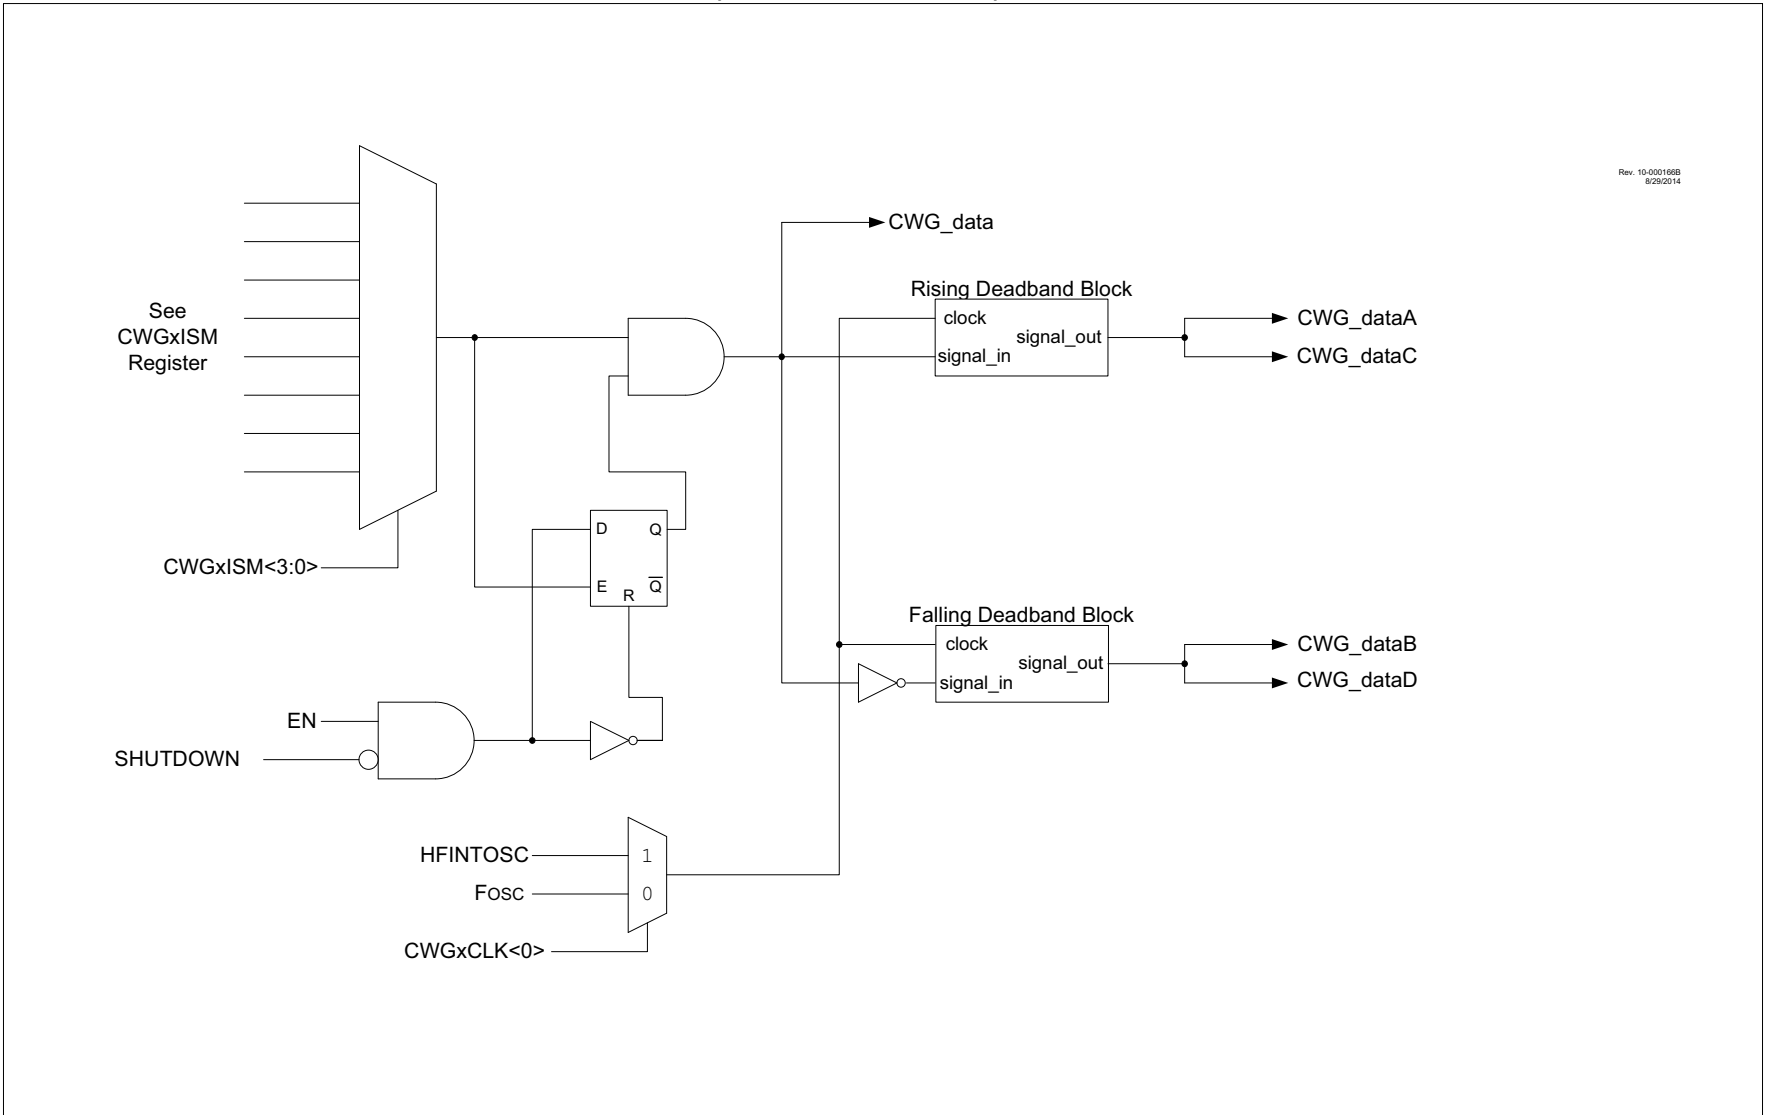 Rev. 10-000166B
8/29/2014
CWG_data
Rising Deadband Block
clock
signal_in
signal_out
CWG_dataA
CWG_dataC
See
CWGxISM
Register
CWGxISM<3:0>
D
Q
E
R
Q
Falling Deadband Block
clock
signal_in
signal_out
CWG_dataB
CWG_dataD
EN
SHUTDOWN
HFINTOSC
1
FOSC
0
CWGxCLK<0>